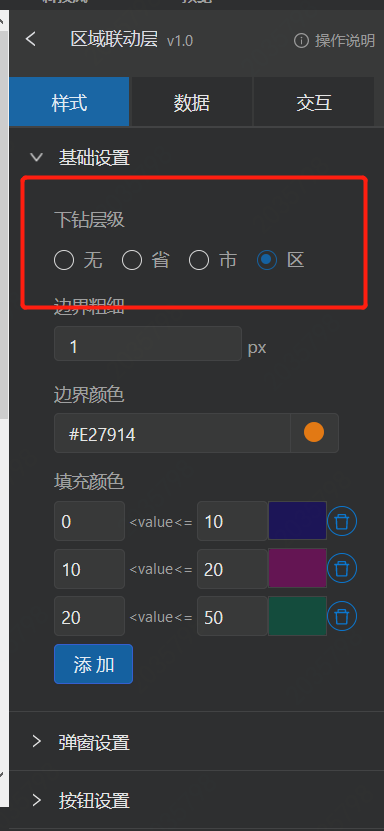 区域联动层 v1.0 操作说明
样式 数据 交互
基础设置
下钻层级
无 省 市 区
边界粗细
1 px
边界颜色
#E27914
填充颜色
0 <value<= 10
10 <value<= 20
20 <value<= 50
添加
弹窗设置
按钮设置